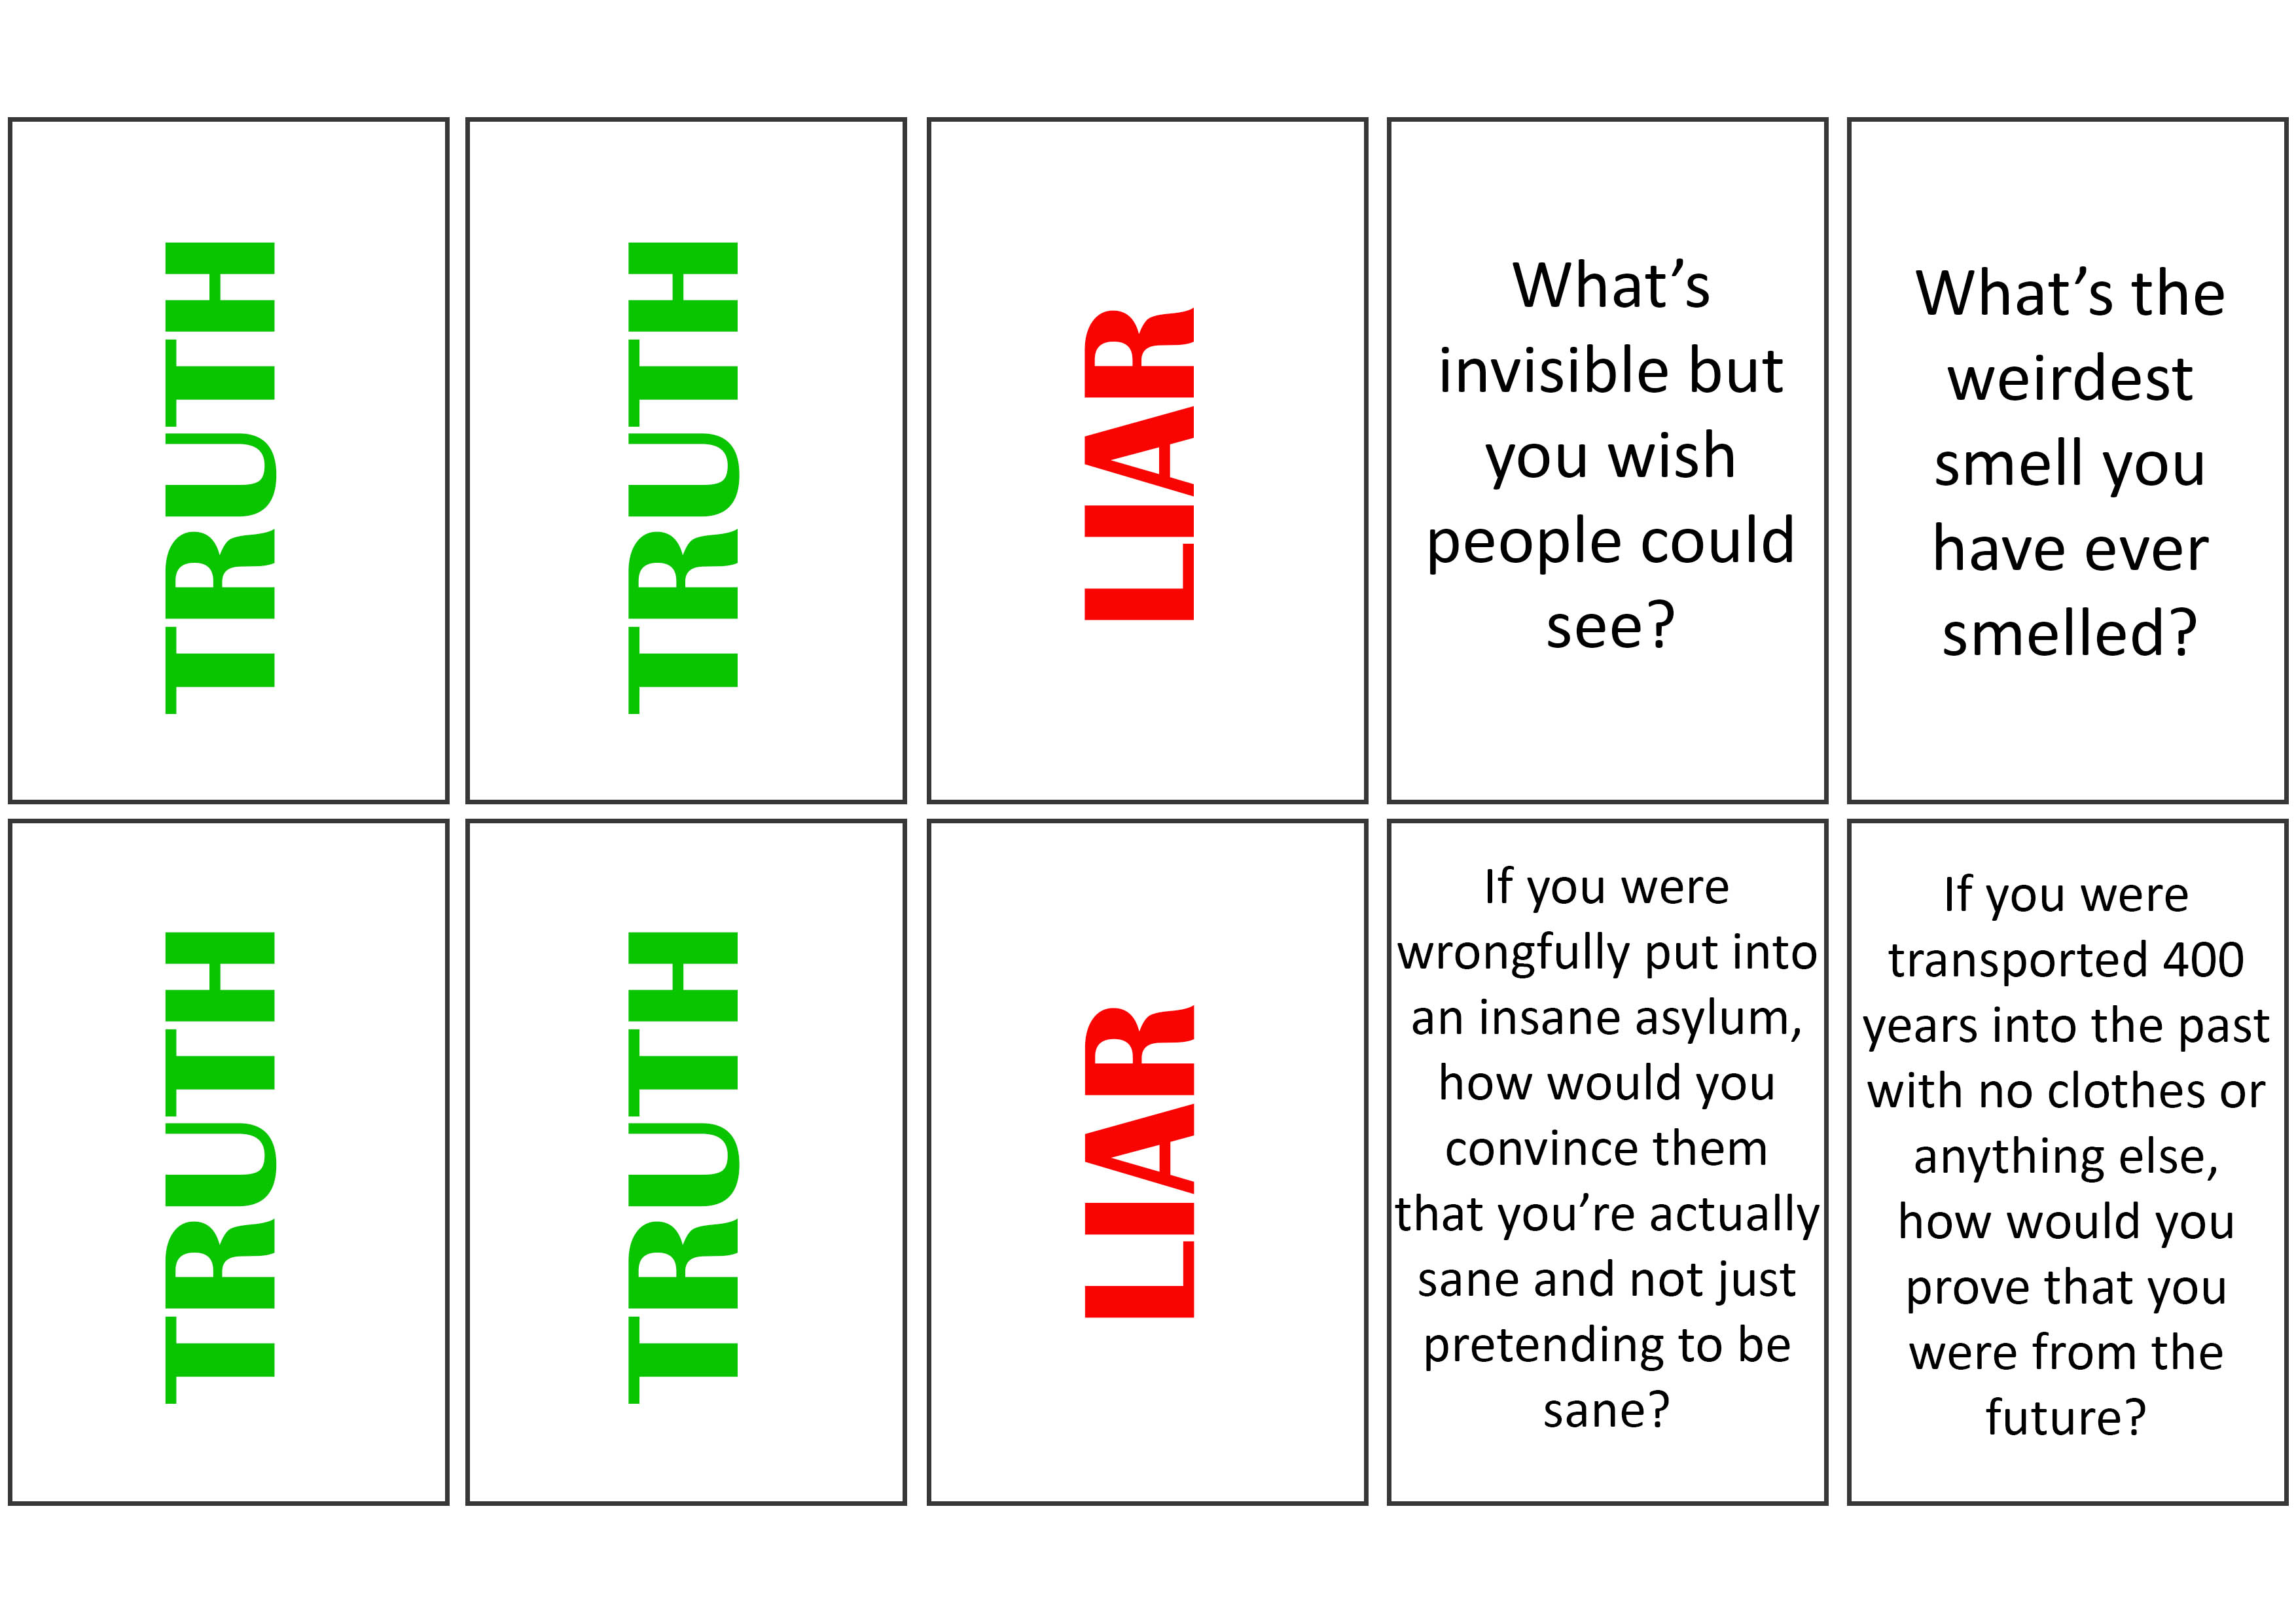 TRUTH
TRUTH
LIAR
What’s
invisible but
you wish
people could
see?
What’s the
weirdest
smell you
have ever
smelled?
TRUTH
TRUTH
LIAR
If you were
wrongfully put into
an insane asylum,
how would you
convince them
that you’re actually
sane and not just
pretending to be
sane?
If you were
transported 400
years into the past
with no clothes or
anything else,
how would you
prove that you
were from the
future?